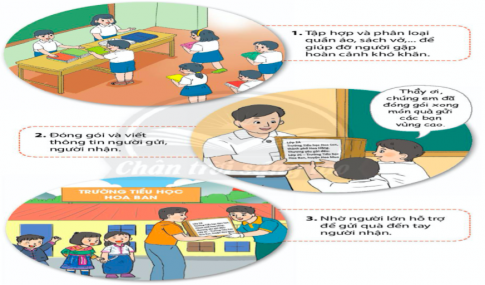 1. Tập hợp và phân loại
quần áo, sách vở,... để
giúp đỡ người gặp
hoàn cảnh khó khăn.
Thầy ơi,
chúng em đã
đóng gói xong
món quà gửi
các bạn
vùng cao.
2. Đóng gói và viết
thông tin người gửi,
người nhận.
TRƯỜNG TIỂU HỌC
HOA BAN
3. Nhờ người lớn hỗ trợ
để gửi quà đến tay
người nhận.